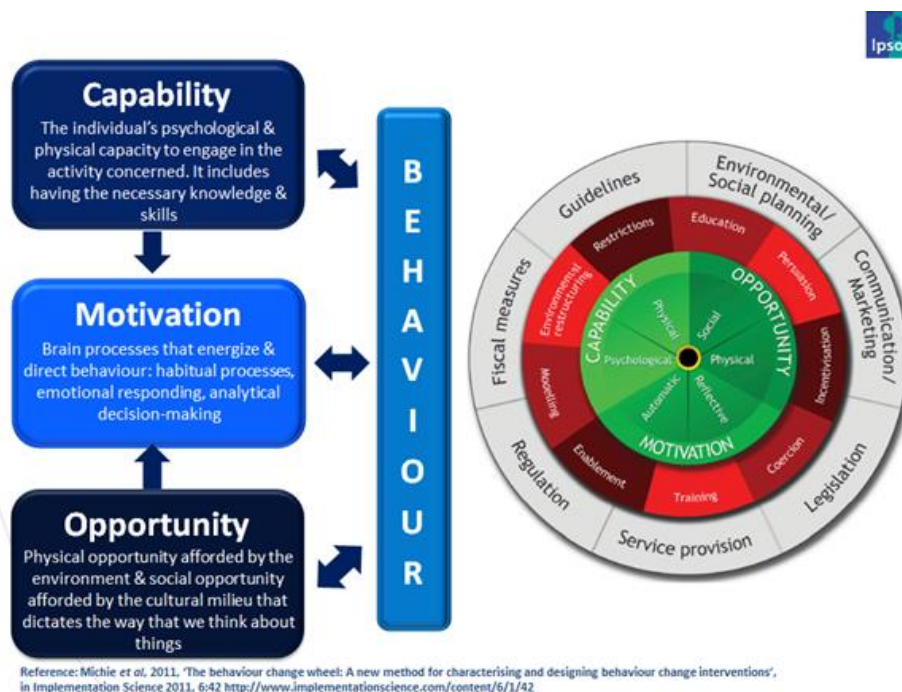 Ipso
Capability
The individual's psychological &
physical capacity to engage in the
activity concerned. It includes
having the necessary knowledge &
skills
Motivation
Brain processes that energize &
direct behaviour: habitual processes,
emotional responding, analytical
decision-making
Opportunity
Physical opportunity afforded by the
environment & social opportunity
afforded by the cultural milieu that
dictates the way that we think about
things
BEHAVIOUR
Guidelines
Environmental/
Social planning
Communication/
Marketing
Legislation
Service provision
Regulation
Fiscal measures
Restrictions
Education
Persuasion
Incentivisation
Coercion
Training
Enablement
Modelling
Environmental
restructuring
CAPABILITY
OPPORTUNITY
MOTIVATION
Physical
Social
Physical
Reflective
Automatic
Psychological
Reference: Michie et al, 2011, 'The behaviour change wheel: A new method for characterising and designing behaviour change interventions',
in Implementation Science 2011, 6:42 http://www.implementationscience.com/content/6/1/42